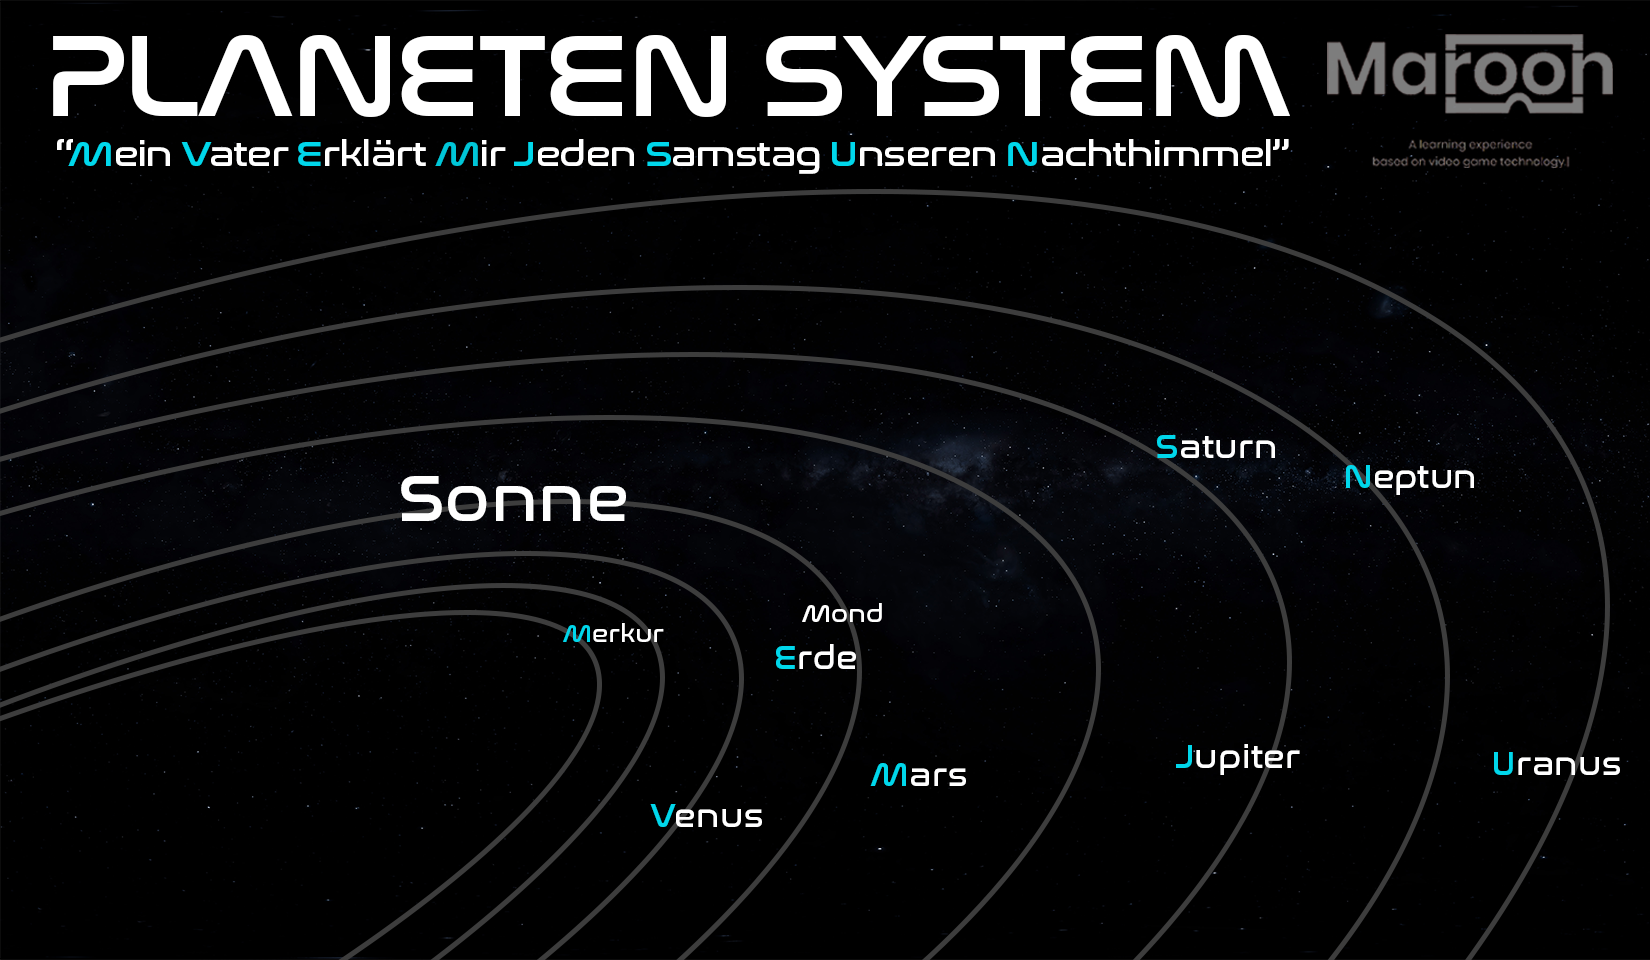 PLANETEN SYSTEM
Maroon
“Mein Vater Erklärt Mir Jeden Samstag Unseren Nachthimmel”
A learning experience
based on video game technology|
Saturn
Neptun
Sonne
Mond
Merkur
Erde
Jupiter
Uranus
Mars
Venus